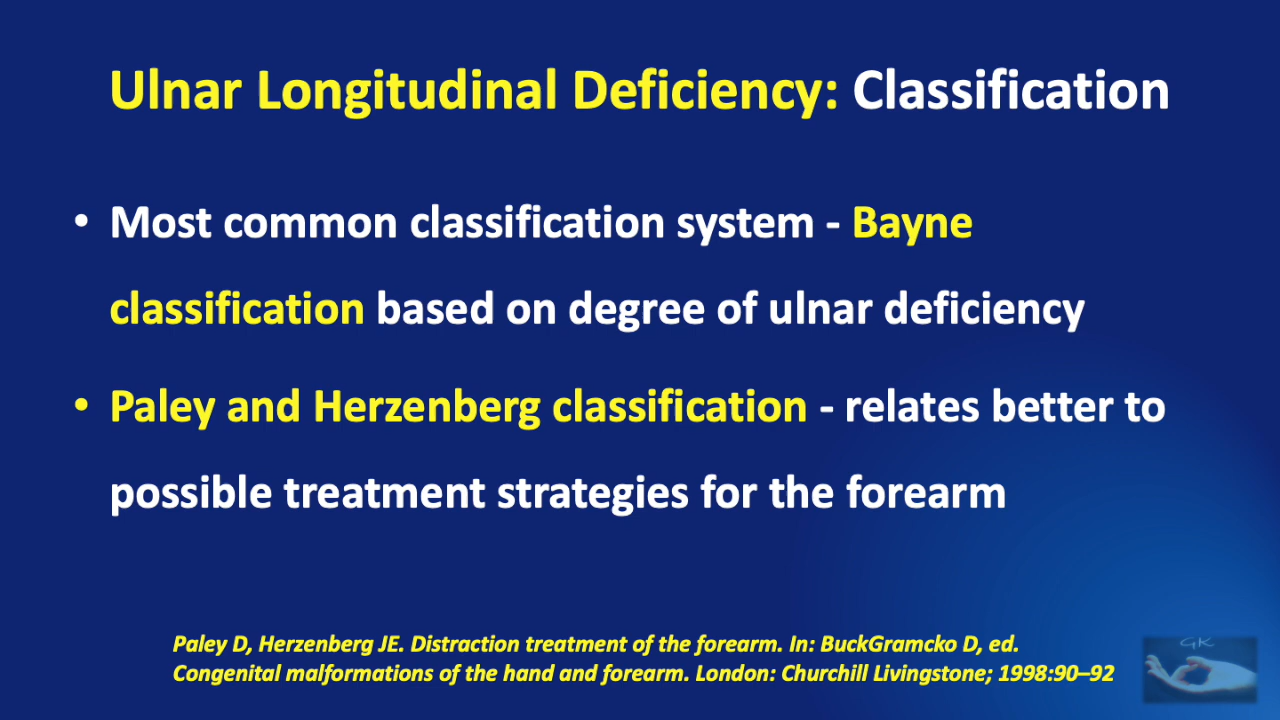 Ulnar Longitudinal Deficiency: Classification
• Most common classification system - Bayne
classification based on degree of ulnar deficiency
• Paley and Herzenberg classification - relates better to
possible treatment strategies for the forearm
Paley D, Herzenberg JE. Distraction treatment of the forearm. In: BuckGramcko D, ed.
Congenital malformations of the hand and forearm. London: Churchill Livingstone; 1998:90–92
GK